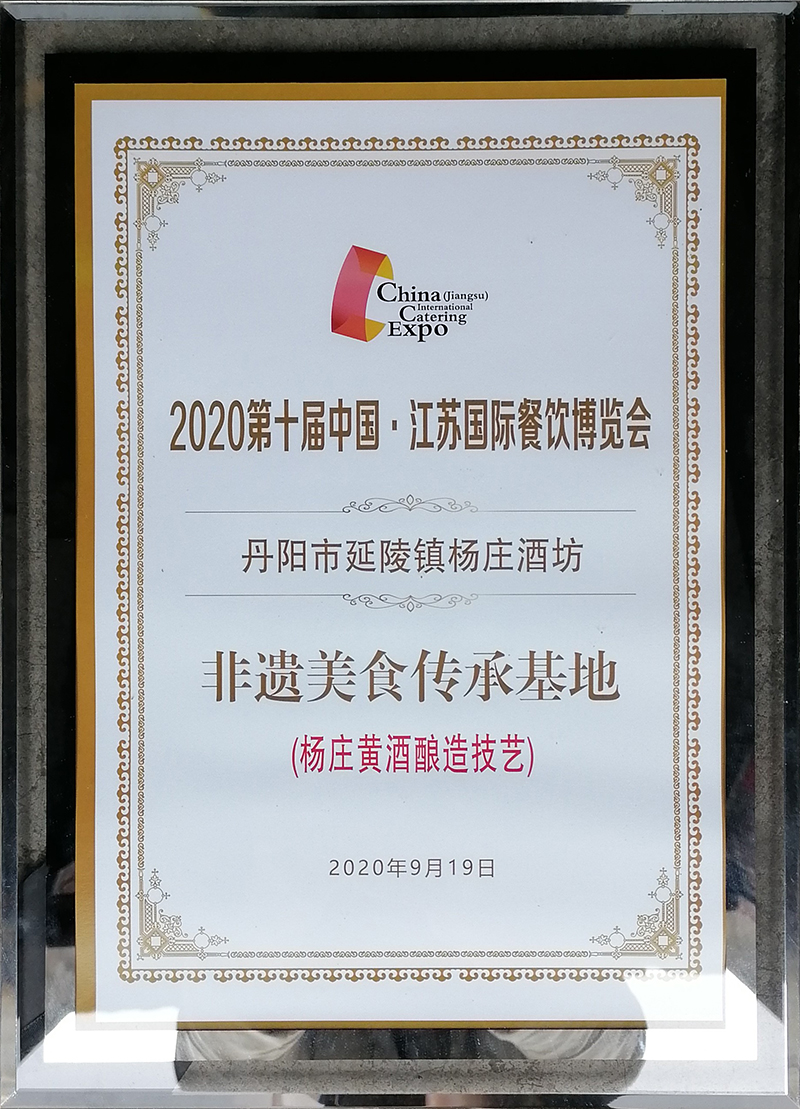 China (Jiangsu)
International
Catering
Expo
2020第十届中国·江苏国际餐饮博览会
丹阳市延陵镇杨庄酒坊
非遗美食传承基地
(杨庄黄酒酿造技艺)
2020年9月19日